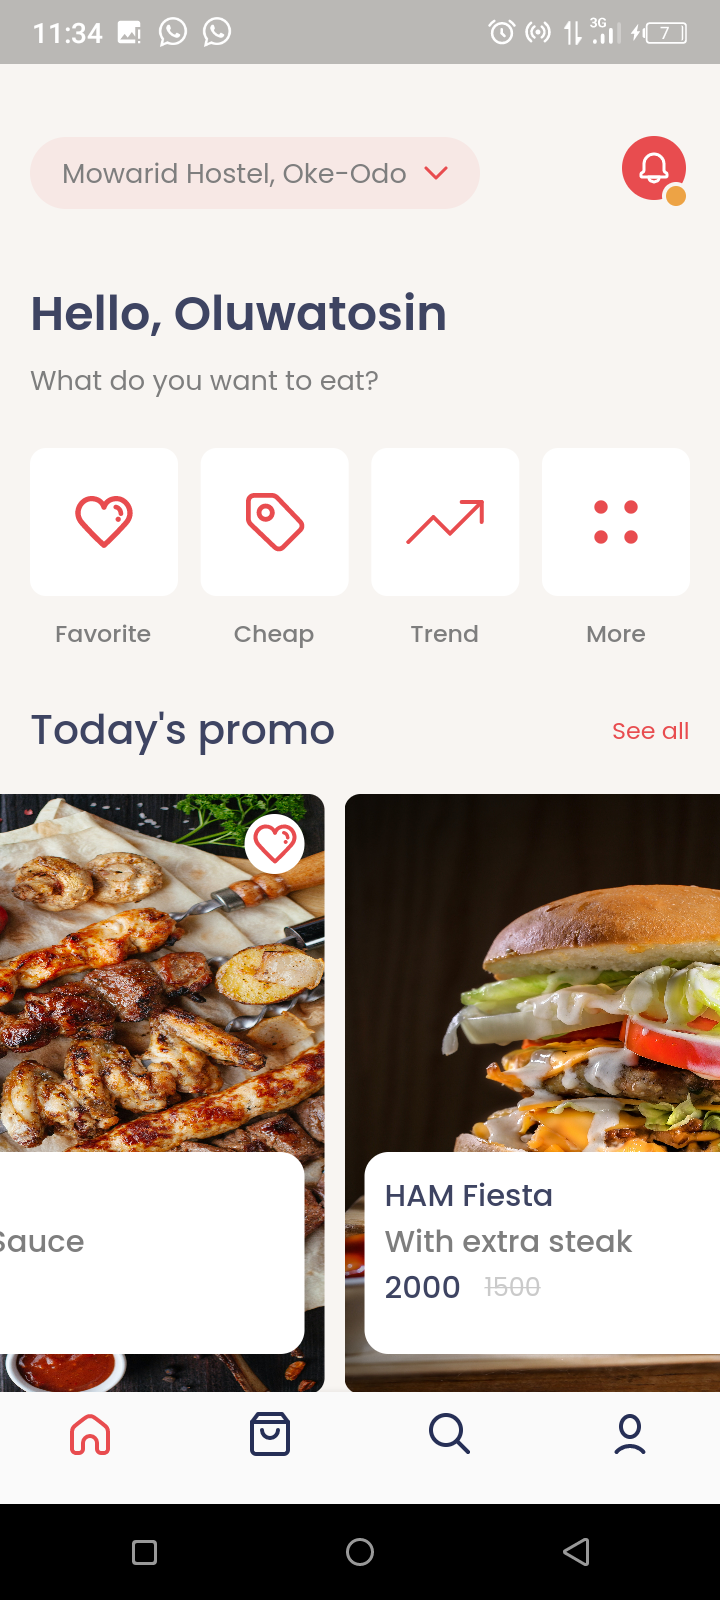 11:34
3G
7
Mowarid Hostel, Oke-Odo
Hello, Oluwatosin
What do you want to eat?
Favorite
Cheap
Trend
More
Today's promo
See all
Sauce
HAM Fiesta
With extra steak
2000 1500